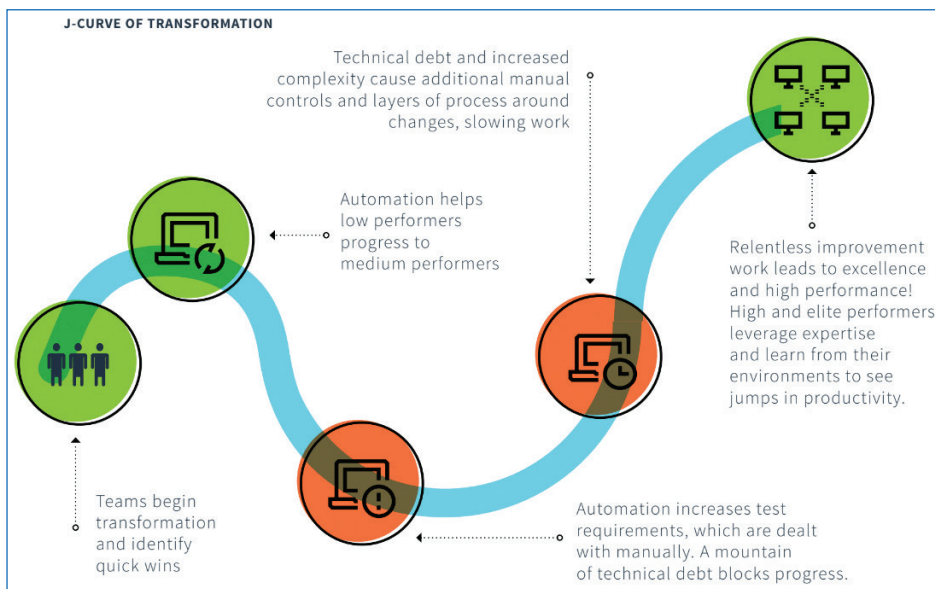 J-CURVE OF TRANSFORMATION
Technical debt and increased
complexity cause additional manual
controls and layers of process around
changes, slowing work
Automation helps
low performers
progress to
medium performers
Relentless improvement
work leads to excellence
and high performance!
High and elite performers
leverage expertise
and learn from their
environments to see
jumps in productivity.
Teams begin
transformation
and identify
quick wins
Automation increases test
requirements, which are dealt
with manually. A mountain
of technical debt blocks progress.